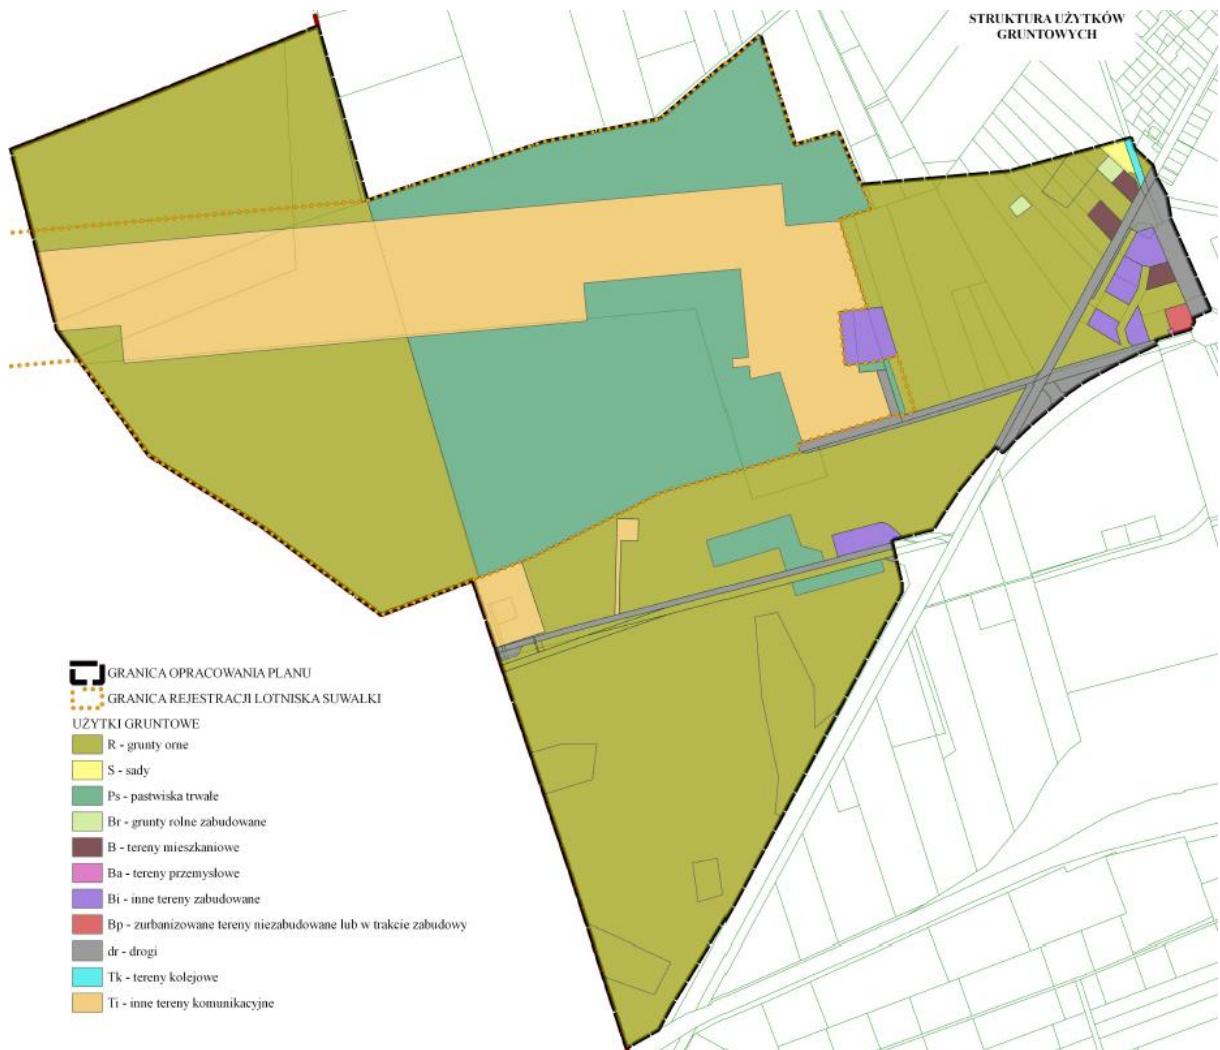 STRUKTURA UŻYTKÓW
GRUNTOWYCH
GRANICA OPRACOWANIA PLANU
GRANICA REJESTRACJI LOTNISKA SUWAŁKI
UŻYTKI GRUNTOWE
R - grunty orne
S - sady
Ps - pastwiska trwałe
Br - grunty rolne zabudowane
B - tereny mieszkaniowe
Ba - tereny przemysłowe
Bi - inne tereny zabudowane
Bp - zurbanizowane tereny niezabudowane lub w trakcie zabudowy
dr - drogi
Tk - tereny kolejowe
Ti - inne tereny komunikacyjne